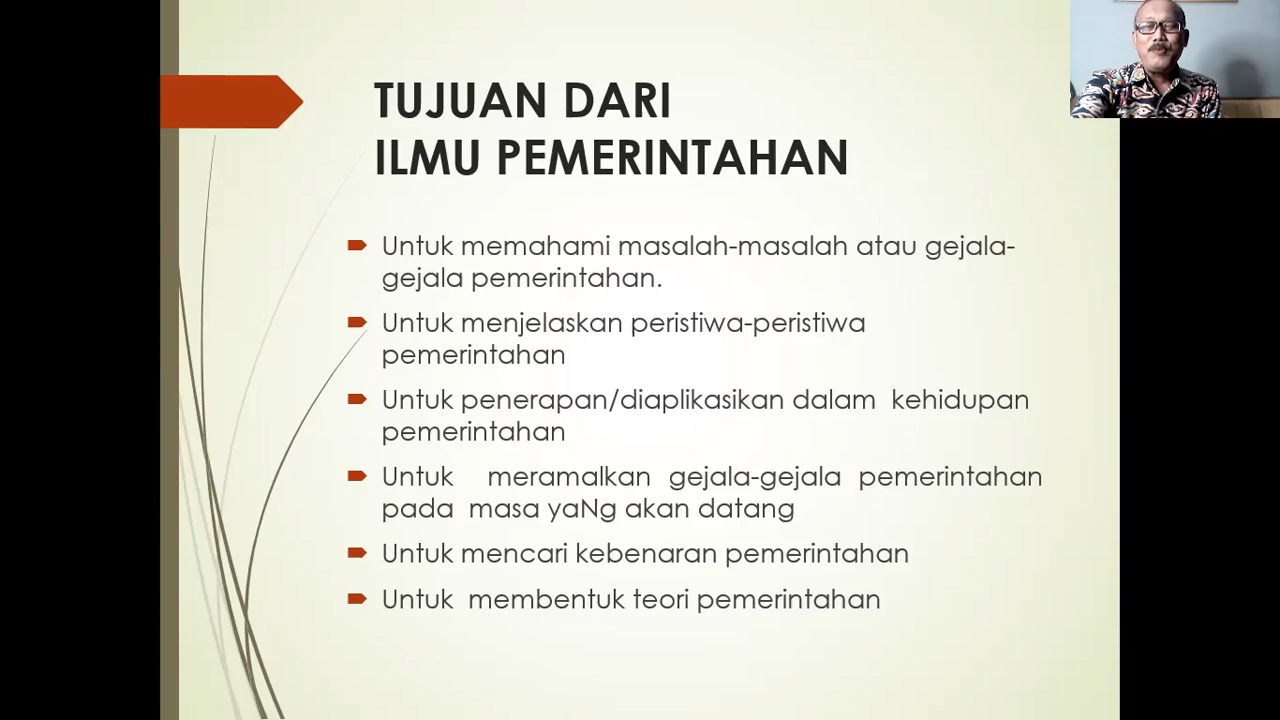 TUJUAN DARI
ILMU PEMERINTAHAN
Untuk memahami masalah-masalah atau gejala-
gejala pemerintahan.
Untuk menjelaskan peristiwa-peristiwa
pemerintahan
Untuk penerapan/diaplikasikan dalam kehidupan
pemerintahan
Untuk meramalkan gejala-gejala pemerintahan
pada masa yaNg akan datang
Untuk mencari kebenaran pemerintahan
Untuk membentuk teori pemerintahan